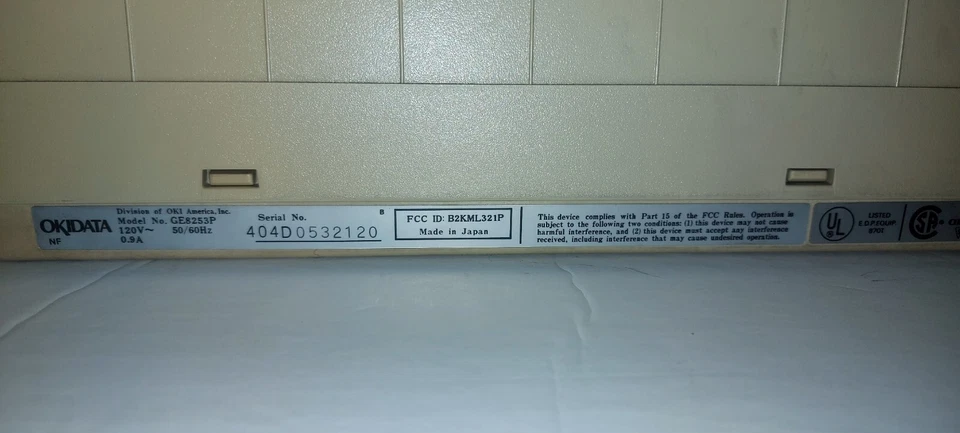 OKIDATA
NF
Division of OKI America, Inc.
Model No. GE8253P
120V~ 50/60Hz
0.9A
Serial No.
404D0532120
B
FCC ID: B2KML321P
Made in Japan
This device complies with Part 15 of the FCC Rules. Operation is
subject to the following two conditions: (1) this device may not cause
harmful interference, and (2) this device must accept any interference
received, including interference that may cause undesired operation.
UL
LISTED
E.D.P.EQUIP.
SA